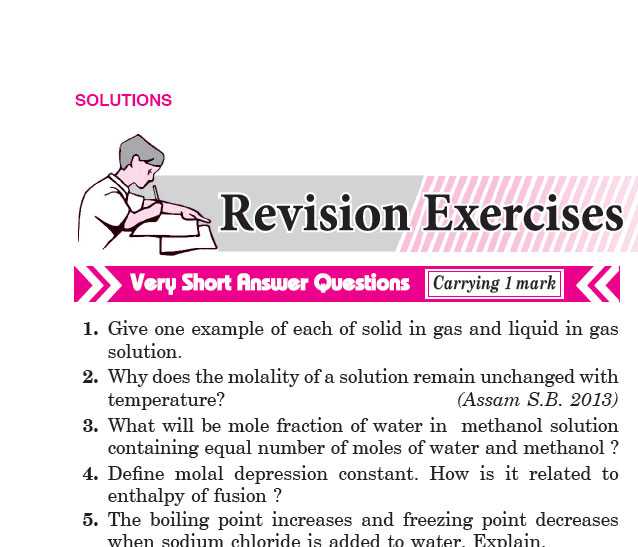 SOLUTIONS
Revision Exercises
Very Short Answer Questions Carrying 1 mark
1. Give one example of each of solid in gas and liquid in gas
solution.
2. Why does the molality of a solution remain unchanged with
temperature? (Assam S.B. 2013)
3. What will be mole fraction of water in methanol solution
containing equal number of moles of water and methanol ?
4. Define molal depression constant. How is it related to
enthalpy of fusion ?
5. The boiling point increases and freezing point decreases
when sodium chloride is added to water. Explain.